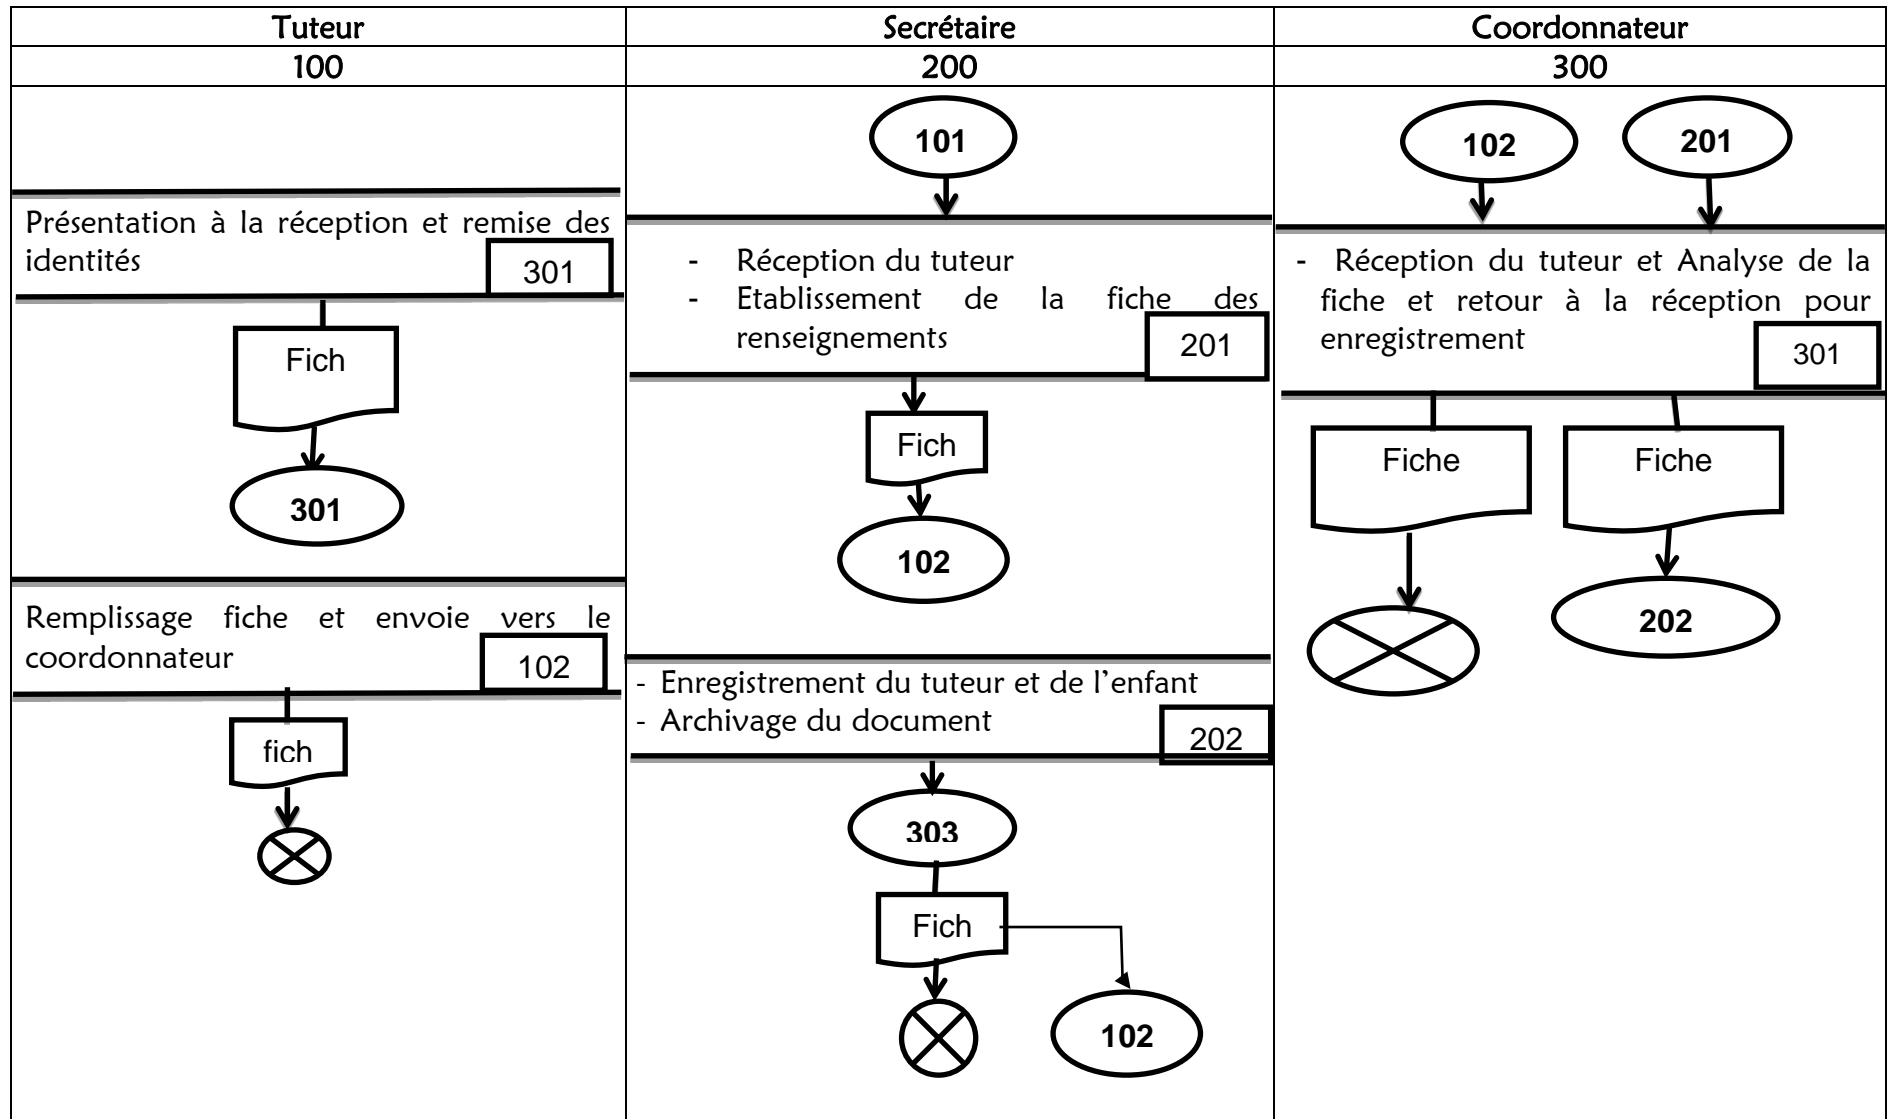 Tuteur
Secrétaire
Coordonnateur
100
200
300
Présentation à la réception et remise des
identités
301
Fich
301
Remplissage fiche et envoie vers le
coordonnateur
102
fich
101
- Réception du tuteur
- Etablissement de la fiche des
renseignements
201
Fich
102
- Enregistrement du tuteur et de l'enfant
- Archivage du document
202
303
Fich
102
102
201
- Réception du tuteur et Analyse de la
fiche et retour à la réception pour
enregistrement
301
Fiche
Fiche
202